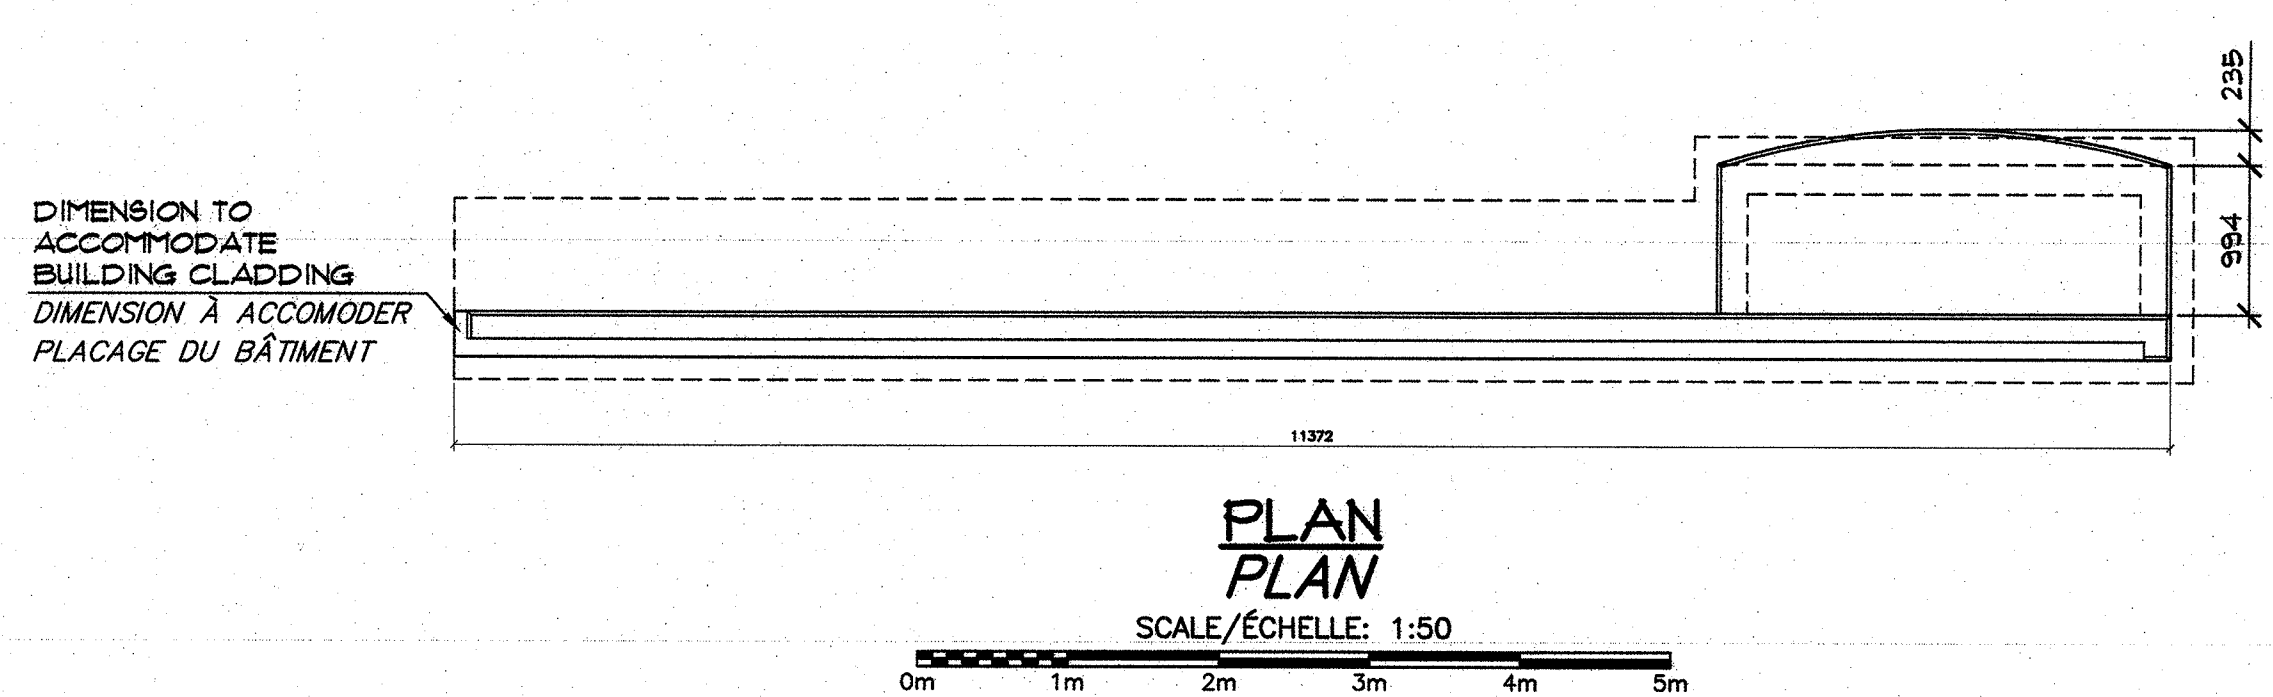 235
994
DIMENSION TO
ACCOMMODATE
BUILDING CLADDING
DIMENSION À ACCOMODER
PLACAGE DU BÂTIMENT
11372
PLAN
PLAN
SCALE/ÉCHELLE: 1:50
0m 1m 2m 3m 4m 5m